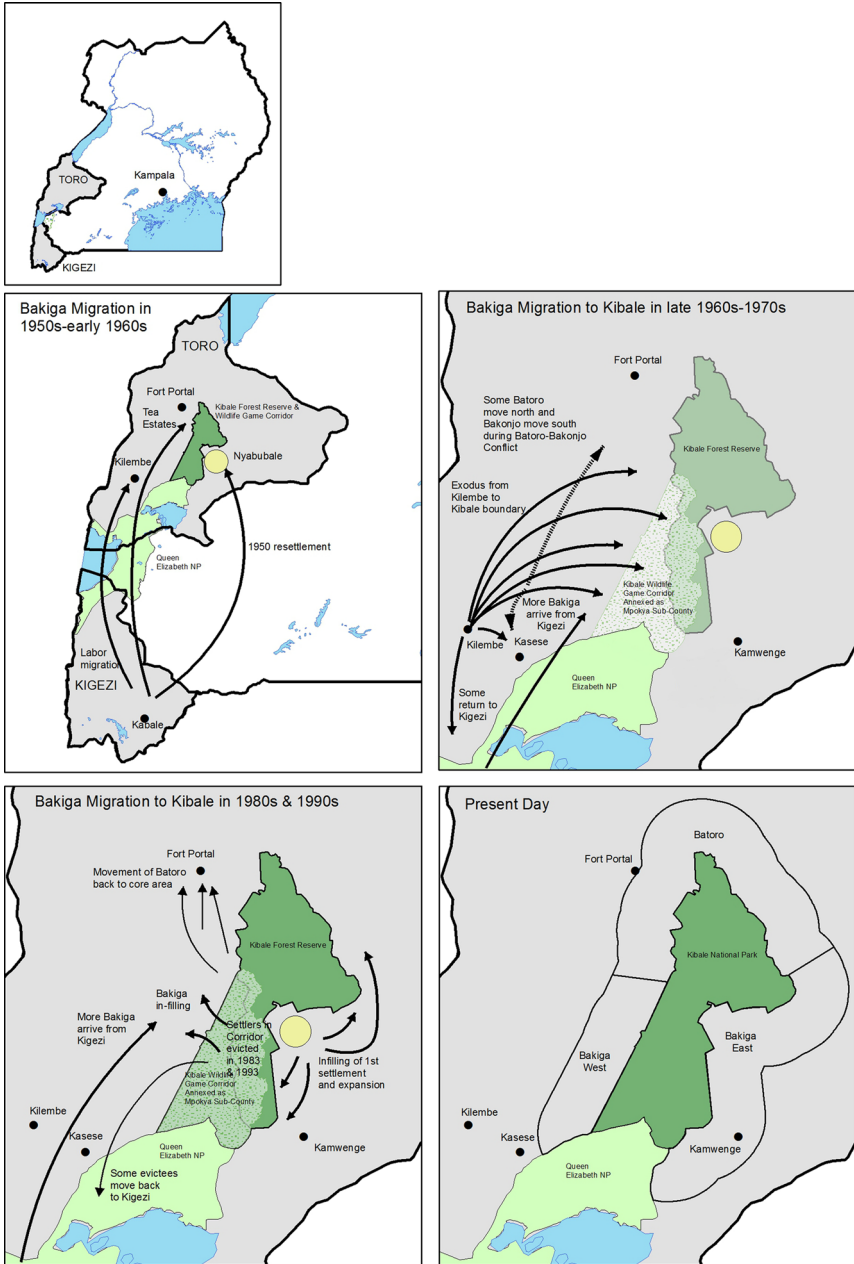 TORO
Kampala
KIGEZI
Bakiga Migration in
1950s-early 1960s
TORO
Fort Portal
Tea
Estates
Kibale Forest Reserve &
Wildlife Game Corridor
Kilembe
Nyabubale
1950 resettlement
Queen
Elizabeth NP
Labor
migration
KIGEZI
Kabale
Bakiga Migration to Kibale in late 1960s-1970s
Fort Portal
Some Batoro
move north and
Bakonjo move south
during Batoro-Bakonjo
Conflict
Kibale Forest Reserve
Exodus from
Kilembe to
Kibale boundary
Kibale Wildlife
Game Corridor
Annexed as
Mpokya Sub-County
More Bakiga
arrive from
Kigezi
Kilembe
Kasese
Kamwenge
Queen
Elizabeth NP
Some
return to
Kigezi
Bakiga Migration to Kibale in 1980s & 1990s
Fort Portal
Movement of Batoro
back to core area
Kibale Forest Reserve
Bakiga
in-filling
More Bakiga
arrive from
Kigezi
Settlers in
Corridor
evicted
in 1983
& 1993
Infilling of 1st
settlement
and expansion
Kibale Wildlife
Game Corridor
Annexed as
Mpokya Sub-County
Kilembe
Kasese
Kamwenge
Queen
Elizabeth NP
Some evictees
move back
to Kigezi
Present Day
Batoro
Fort Portal
Kibale National Park
Bakiga
East
Bakiga
West
Kilembe
Kasese
Kamwenge
Queen
Elizabeth NP